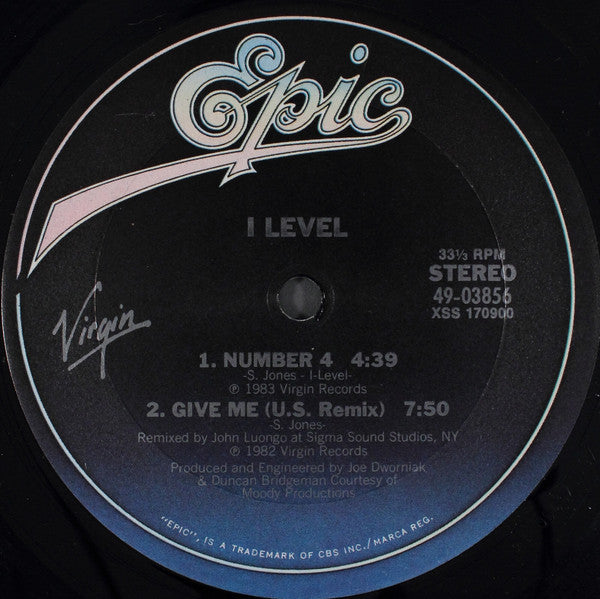 Epic
I LEVEL
33⅓ RPM
STEREO
49-03856
XSS 170900
Virgin
1. NUMBER 4 4:39
-S. Jones - I-Level-
℗ 1983 Virgin Records
2. GIVE ME (U.S. Remix) 7:50
-S. Jones-
Remixed by John Luongo at Sigma Sound Studios, NY
℗ 1982 Virgin Records
Produced and Engineered by Joe Dworniak
& Duncan Bridgeman Courtesy of
Moody Productions
"EPIC", IS A TRADEMARK OF CBS INC./MARCA REG.